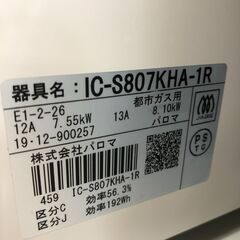 器具名: IC-S807KHA-1R
E1-2-26 都市ガス用
12A 7.55kW 13A 8.10kW
19·12-900257 パロマ
株式会社パロマ
459 IC-S807KHA-1R
区分C 効率56.3%
区分J 効率192Wh
PS
TG